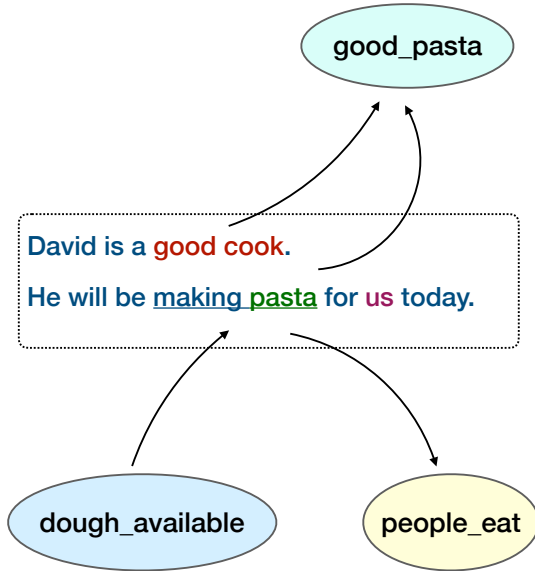 good_pasta
David is a good cook.
He will be making pasta for us today.
dough_available
people_eat